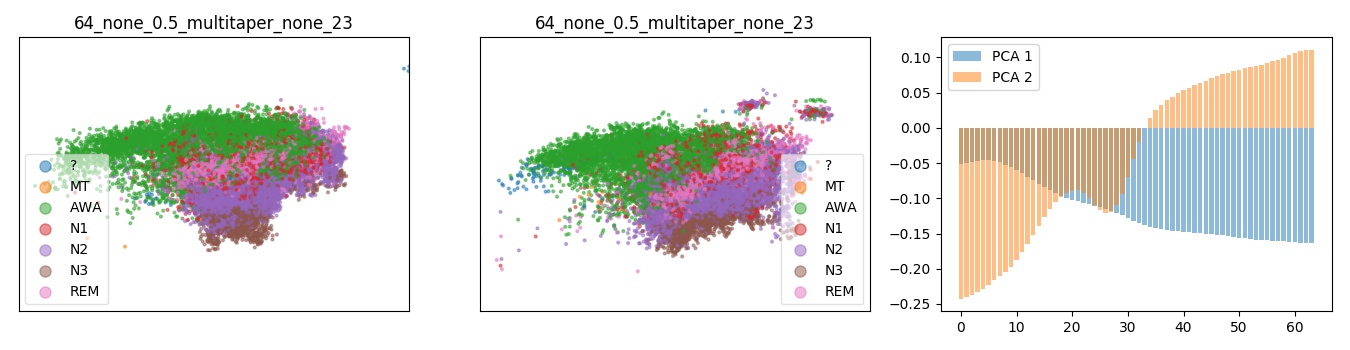 64_none_0.5_multitaper_none_23
?
MT
AWA
N1
N2
N3
REM
64_none_0.5_multitaper_none_23
?
MT
AWA
N1
N2
N3
REM
PCA 1
PCA 2
0.10
0.05
0.00
−0.05
−0.10
−0.15
−0.20
−0.25
0 10 20 30 40 50 60